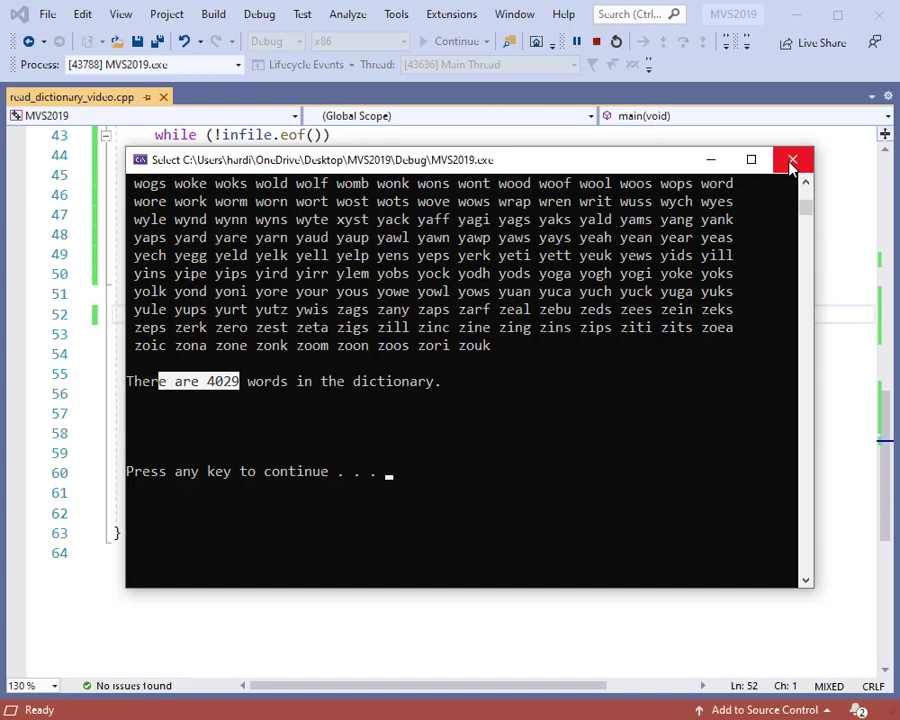 File Edit View Project Build Debug Test Analyze Tools Extensions Window Help Search (Ctrl... MVS2019
Debug x86 Continue Live Share
Process: [43788] MVS2019.exe Lifecycle Events Thread: [43636] Main Thread
read_dictionary_video.cpp
MVS2019 (Global Scope) main(void)
43 while (!infile.eof())
44
45
46
47
48
49
50
51
52
53
54
55
56
57
58
59
60
61
62
63 }
64
Select C:\Users\hardi\OneDrive\Desktop\MVS2019\Debug\MVS2019.exe
wogs woke woks wold wolf womb wonk wons wont wood woof wool woos wops word
wore work worm worn wort wost wots wove wows wrap wren writ wuss wych wyes
wyle wynd wynn wyns wyte xyst yack yaff yagi yags yaks yald yams yang yank
yaps yard yare yarn yaud yaup yawl yawn yawp yaws yays yeah yean year yeas
yech yegg yeld yelk yell yelp yens yeps yerk yeti yett yeuk yews yids yill
yins yipe yips yird yirr ylem yobs yock yodh yods yoga yogh yogi yoke yoks
yolk yond yoni yore your yous yowe yowl yows yuan yuca yuch yuck yuga yuks
yule yups yurt yutz ywis zags zany zaps zarf zeal zebu zeds zees zein zeks
zeps zerk zero zest zeta zigs zill zinc zine zing zins zips ziti zits zoea
zoic zona zone zonk zoom zoon zoos zori zouk
There are 4029 words in the dictionary.
Press any key to continue . . .
130 % No issues found Ln: 52 Ch: 1 MIXED CRLF
Ready Add to Source Control 2